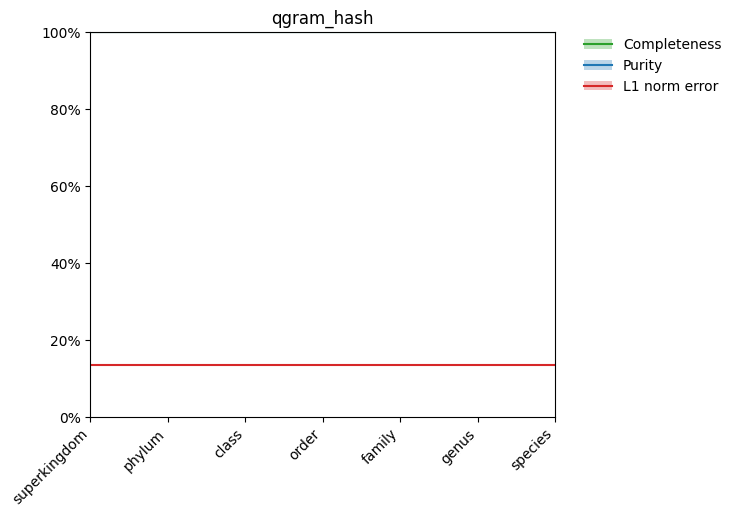 qgram_hash
100%
80%
60%
40%
20%
0%
superkingdom
phylum
class
order
family
genus
species
Completeness
Purity
L1 norm error